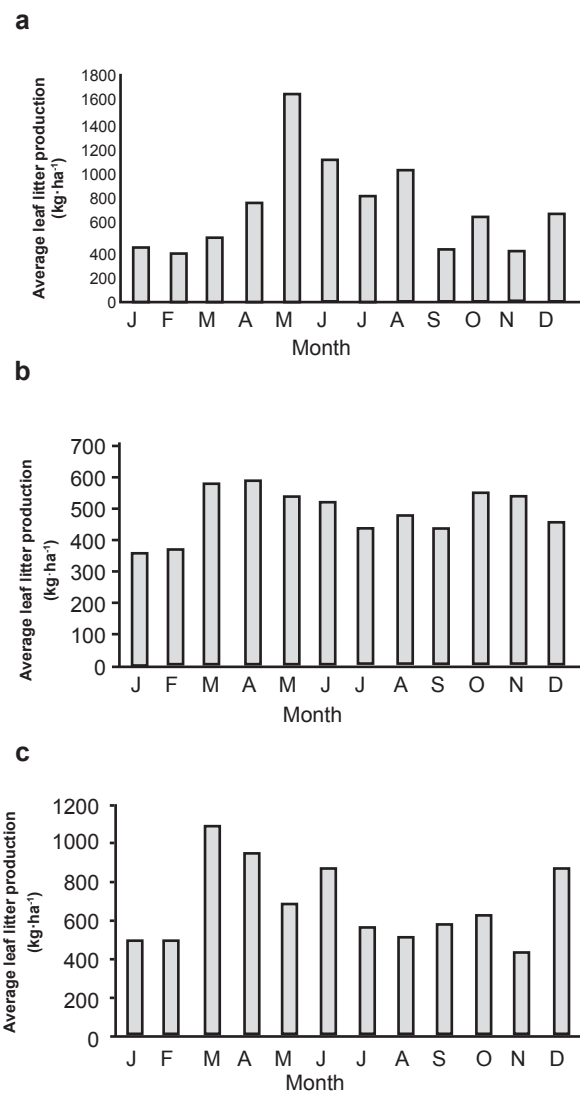 a
Average leaf litter production
(kg·ha⁻¹)
1800
1600
1400
1200
1000
800
600
400
200
0
J F M A M J J A S O N D
Month
b
Average leaf litter production
(kg·ha⁻¹)
700
600
500
400
300
200
100
0
J F M A M J J A S O N D
Month
c
Average leaf litter production
(kg·ha⁻¹)
1200
1000
800
600
400
200
0
J F M A M J J A S O N D
Month